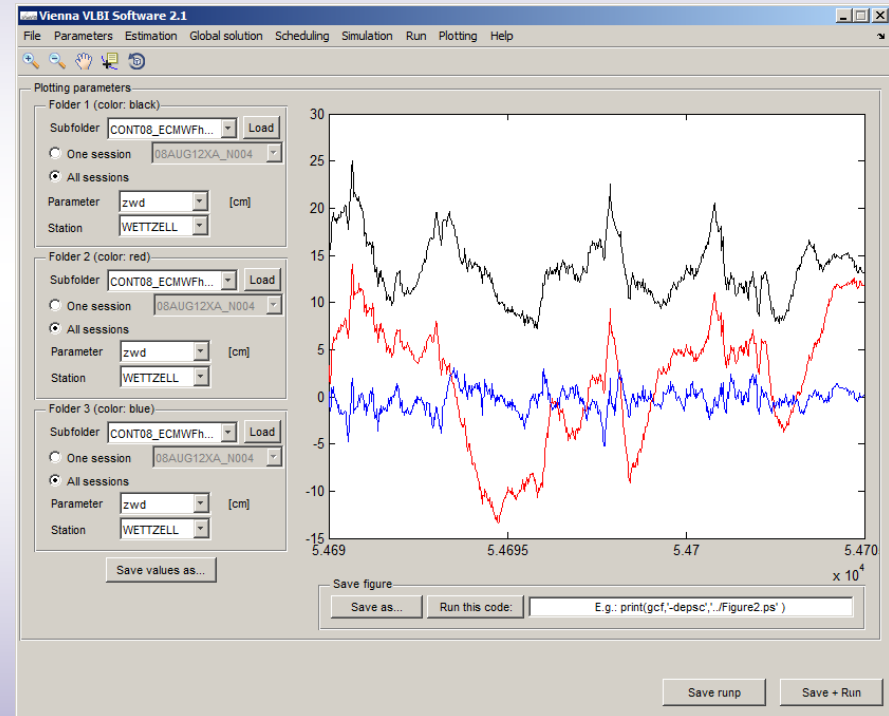 Vienna VLBI Software 2.1
File Parameters Estimation Global solution Scheduling Simulation Run Plotting Help
Plotting parameters
Folder 1 (color: black)
Subfolder CONT08_ECMWFh... Load
One session 08AUG12XA_N004
All sessions
Parameter zwd [cm]
Station WETTZELL
Folder 2 (color: red)
Subfolder CONT08_ECMWFh... Load
One session 08AUG12XA_N004
All sessions
Parameter zwd [cm]
Station WETTZELL
Folder 3 (color: blue)
Subfolder CONT08_ECMWFh... Load
One session 08AUG12XA_N004
All sessions
Parameter zwd [cm]
Station WETTZELL
Save values as...
30
25
20
15
10
5
0
-5
-10
-15
5.469 5.4695 5.47 5.470
x 10⁴
Save figure
Save as... Run this code: E.g.: print(gcf,'-depsc','../Figure2.ps' )
Save runp Save + Run